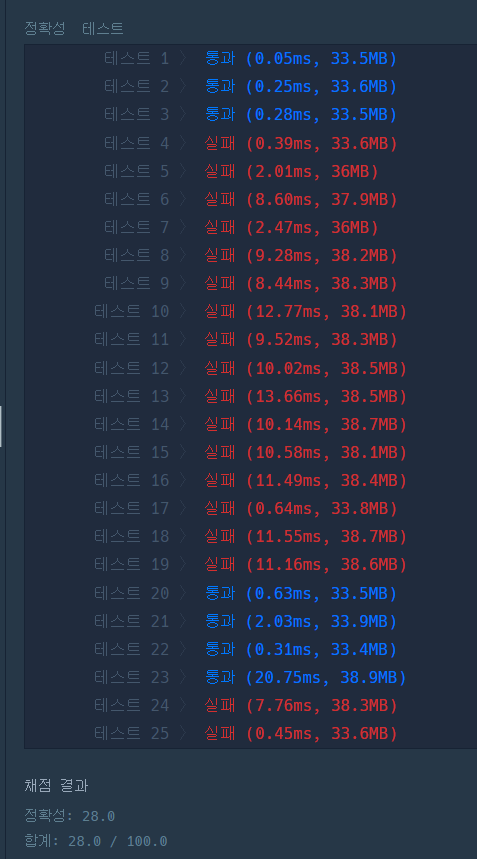 정확성  테스트
테스트 1 〉 통과 (0.05ms, 33.5MB)
테스트 2 〉 통과 (0.25ms, 33.6MB)
테스트 3 〉 통과 (0.28ms, 33.5MB)
테스트 4 〉 실패 (0.39ms, 33.6MB)
테스트 5 〉 실패 (2.01ms, 36MB)
테스트 6 〉 실패 (8.60ms, 37.9MB)
테스트 7 〉 실패 (2.47ms, 36MB)
테스트 8 〉 실패 (9.28ms, 38.2MB)
테스트 9 〉 실패 (8.44ms, 38.3MB)
테스트 10 〉 실패 (12.77ms, 38.1MB)
테스트 11 〉 실패 (9.52ms, 38.3MB)
테스트 12 〉 실패 (10.02ms, 38.5MB)
테스트 13 〉 실패 (13.66ms, 38.5MB)
테스트 14 〉 실패 (10.14ms, 38.7MB)
테스트 15 〉 실패 (10.58ms, 38.1MB)
테스트 16 〉 실패 (11.49ms, 38.4MB)
테스트 17 〉 실패 (0.64ms, 33.8MB)
테스트 18 〉 실패 (11.55ms, 38.7MB)
테스트 19 〉 실패 (11.16ms, 38.6MB)
테스트 20 〉 통과 (0.63ms, 33.5MB)
테스트 21 〉 통과 (2.03ms, 33.9MB)
테스트 22 〉 통과 (0.31ms, 33.4MB)
테스트 23 〉 통과 (20.75ms, 38.9MB)
테스트 24 〉 실패 (7.76ms, 38.3MB)
테스트 25 〉 실패 (0.45ms, 33.6MB)
채점 결과
정확성: 28.0
합계: 28.0 / 100.0